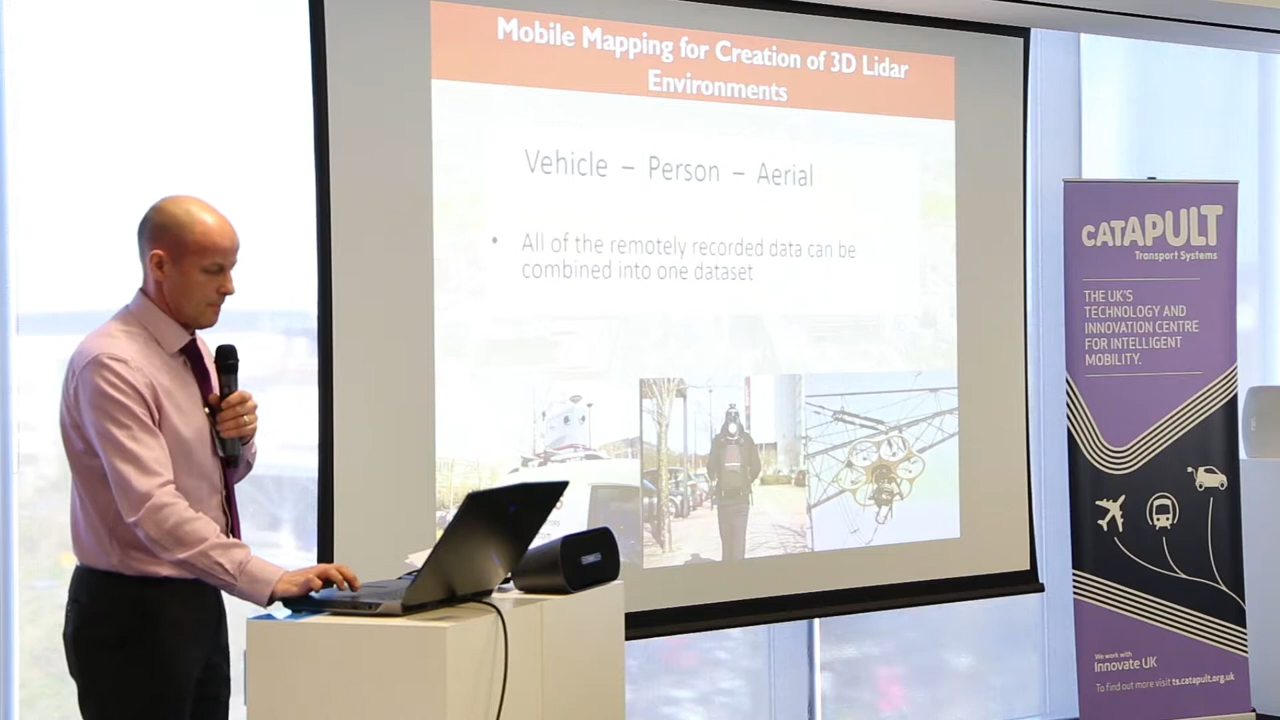 Mobile Mapping for Creation of 3D Lidar
Environments
Vehicle – Person – Aerial
• All of the remotely recorded data can be
combined into one dataset
CATAPULT
Transport Systems
THE UK'S
TECHNOLOGY AND
INNOVATION CENTRE
FOR INTELLIGENT
MOBILITY.
We work with
Innovate UK
To find out more visit ts.catapult.org.uk